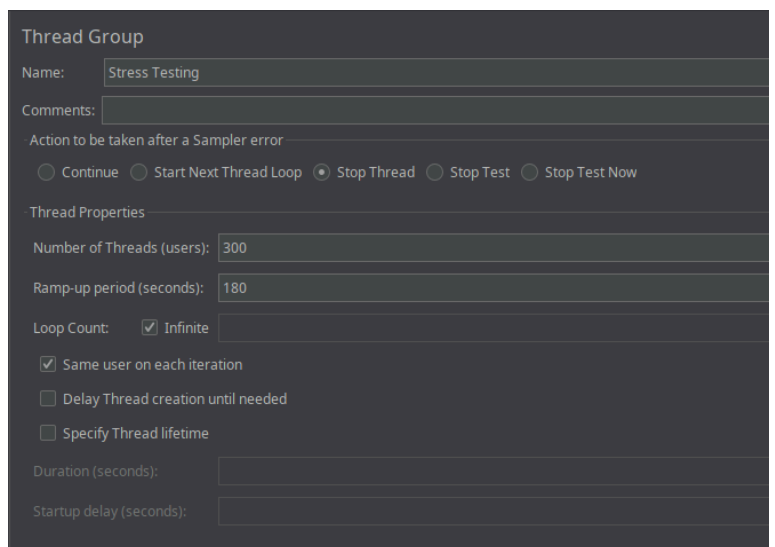 Thread Group
Name: Stress Testing
Comments:
Action to be taken after a Sampler error
Continue Start Next Thread Loop Stop Thread Stop Test Stop Test Now
Thread Properties
Number of Threads (users): 300
Ramp-up period (seconds): 180
Loop Count: Infinite
Same user on each iteration
Delay Thread creation until needed
Specify Thread lifetime
Duration (seconds):
Startup delay (seconds):